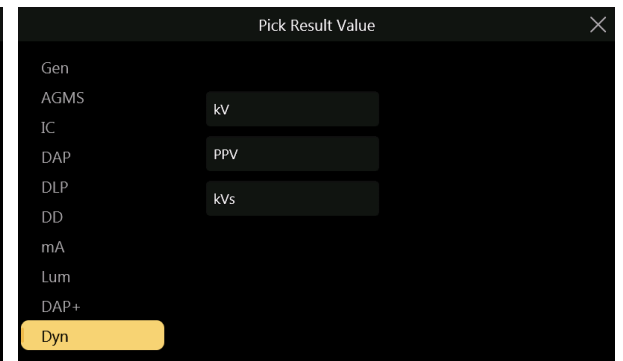 Pick Result Value
Gen
AGMS
IC
DAP
DLP
DD
mA
Lum
DAP+
Dyn
kV
PPV
kVs